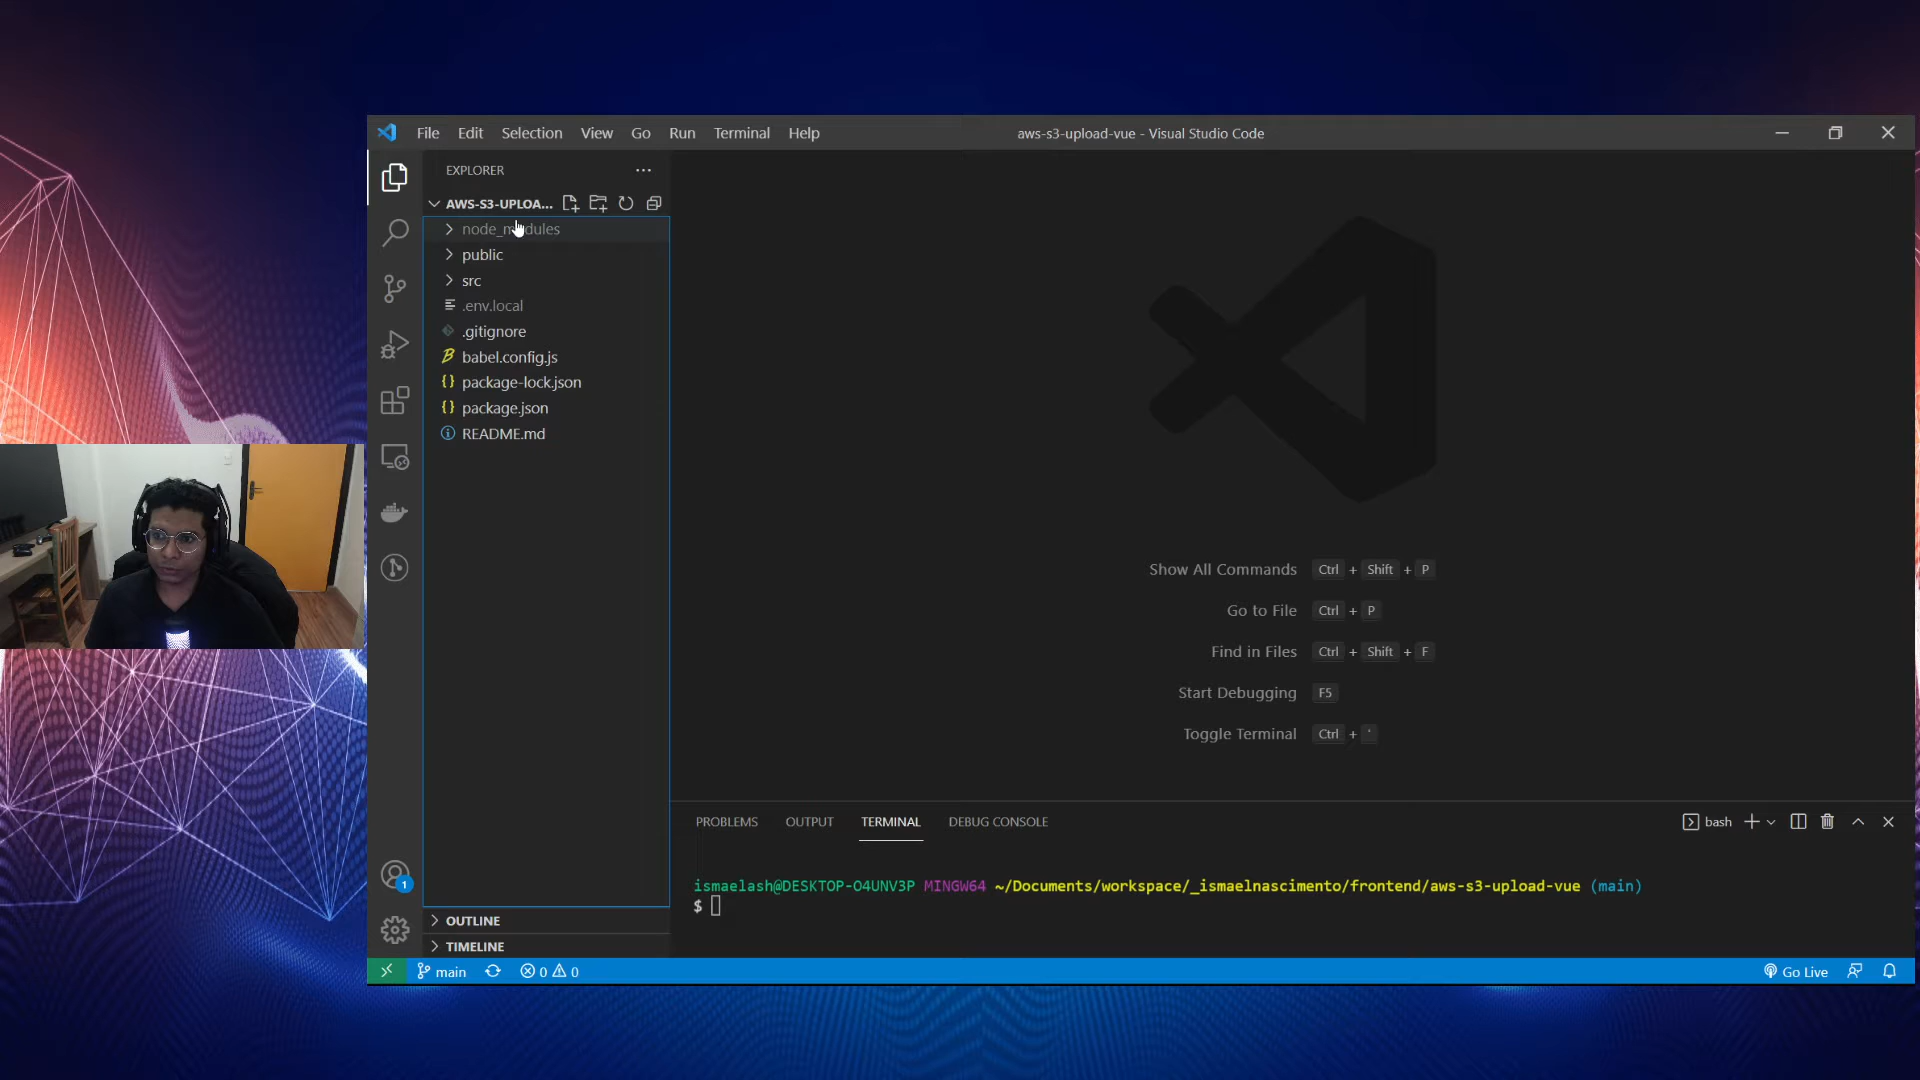 File Edit Selection View Go Run Terminal Help
aws-s3-upload-vue - Visual Studio Code
EXPLORER
AWS-S3-UPLOA...
node_modules
public
src
.env.local
.gitignore
babel.config.js
package-lock.json
package.json
README.md
Show All Commands Ctrl + Shift + P
Go to File Ctrl + P
Find in Files Ctrl + Shift + F
Start Debugging F5
Toggle Terminal Ctrl + '
PROBLEMS OUTPUT TERMINAL DEBUG CONSOLE
bash
ismaelash@DESKTOP-O4UNV3P MINGW64 ~/Documents/workspace/_ismaelnascimento/frontend/aws-s3-upload-vue (main)
$
1
OUTLINE
TIMELINE
main 0 0
Go Live